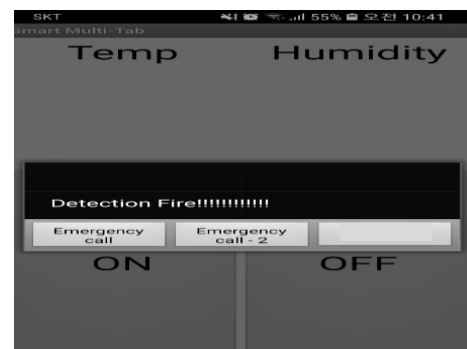 SKT 55% 오전 10:41
Smart Multi-Tab
Temp Humidity
Detection Fire!!!!!!!!!!!!
Emergency call
Emergency call - 2
ON OFF